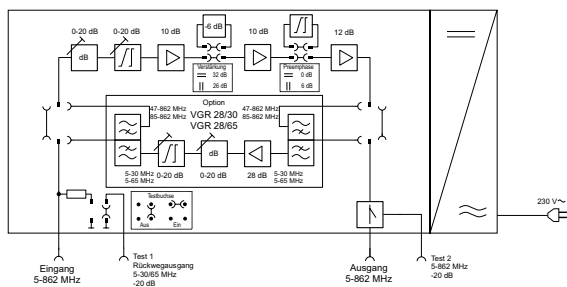 0-20 dB
0-20 dB
10 dB
-6 dB
10 dB
12 dB
dB
Verstärkung
32 dB
26 dB
Preemphase
0 dB
6 dB
Option
VGR 28/30
VGR 28/65
47-862 MHz
85-862 MHz
47-862 MHz
85-862 MHz
dB
5-30 MHz
5-65 MHz
0-20 dB
0-20 dB
28 dB
5-30 MHz
5-65 MHz
Testbuchse
Aus
Ein
230 V~
Eingang
5-862 MHz
Test 1
Rückwegausgang
5-30/65 MHz
-20 dB
Ausgang
5-862 MHz
Test 2
5-862 MHz
-20 dB